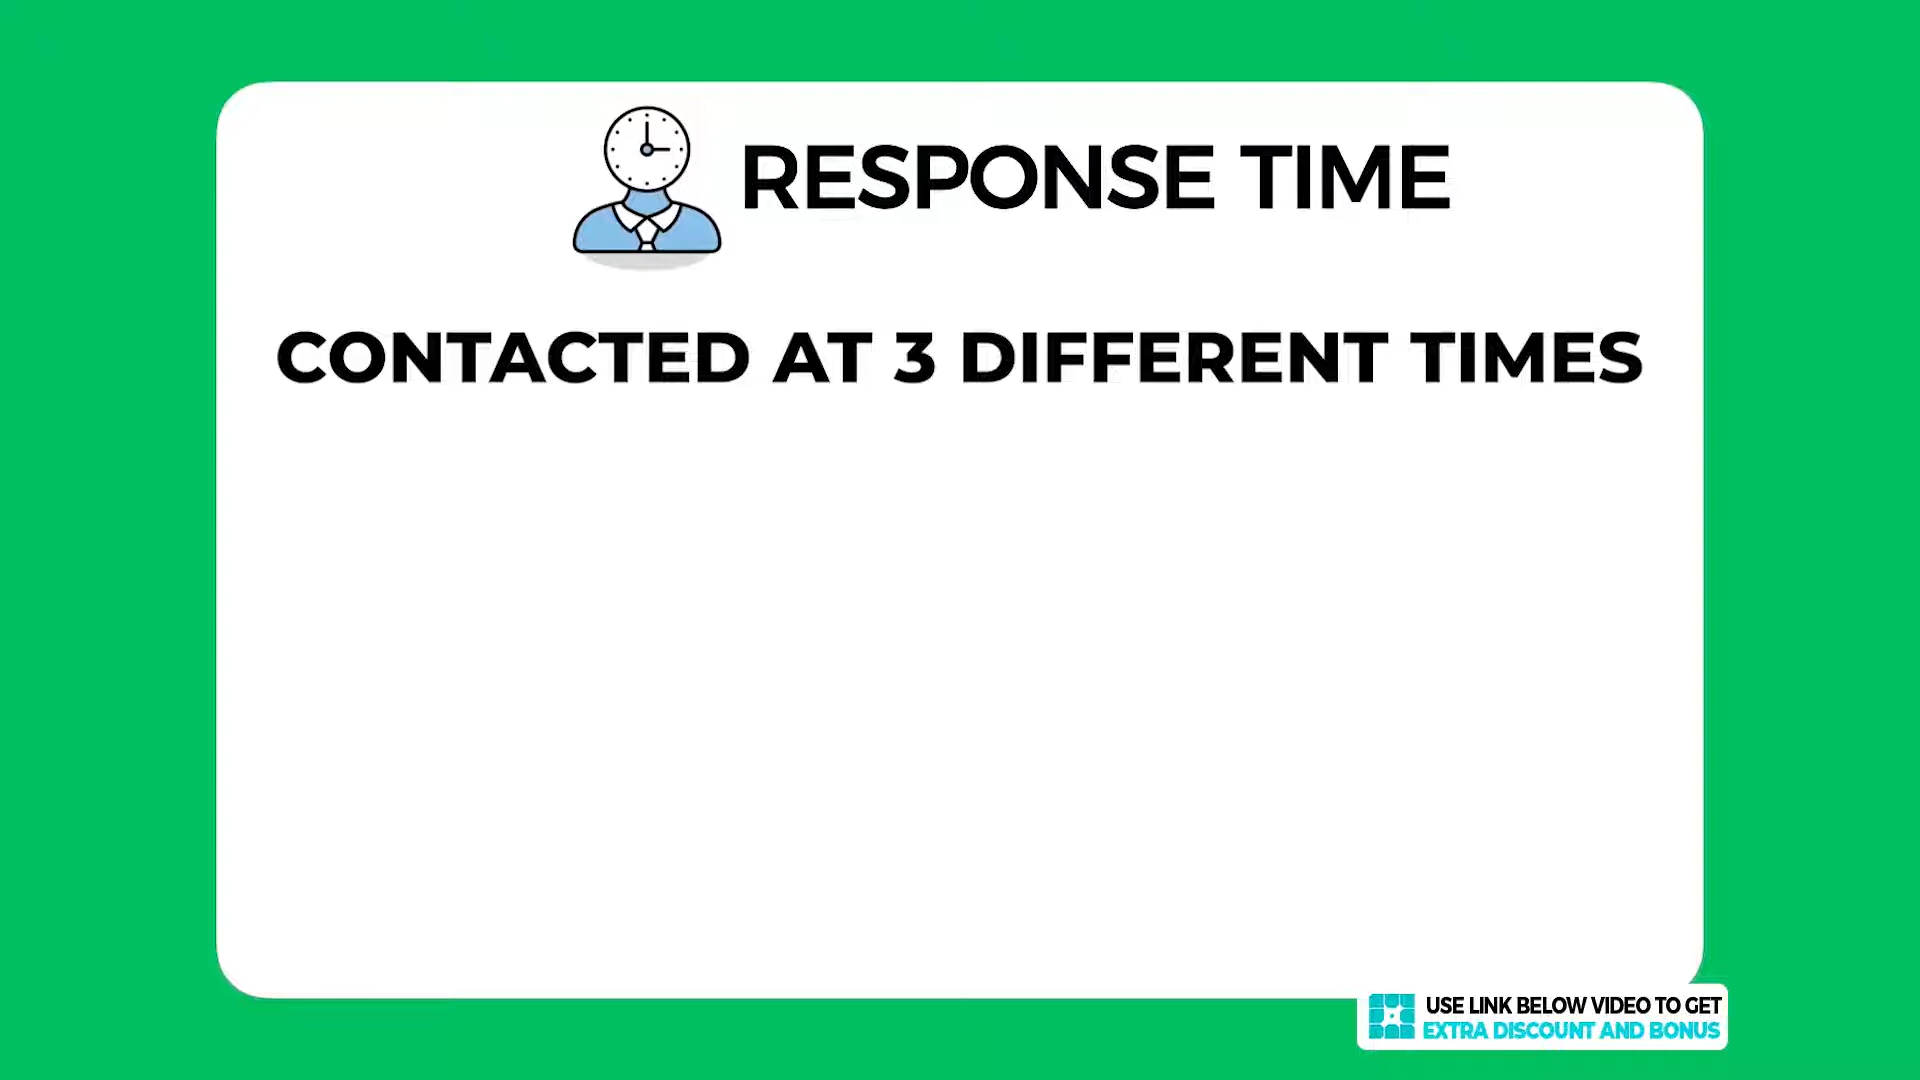 RESPONSE TIME
CONTACTED AT 3 DIFFERENT TIMES
USE LINK BELOW VIDEO TO GET
EXTRA DISCOUNT AND BONUS